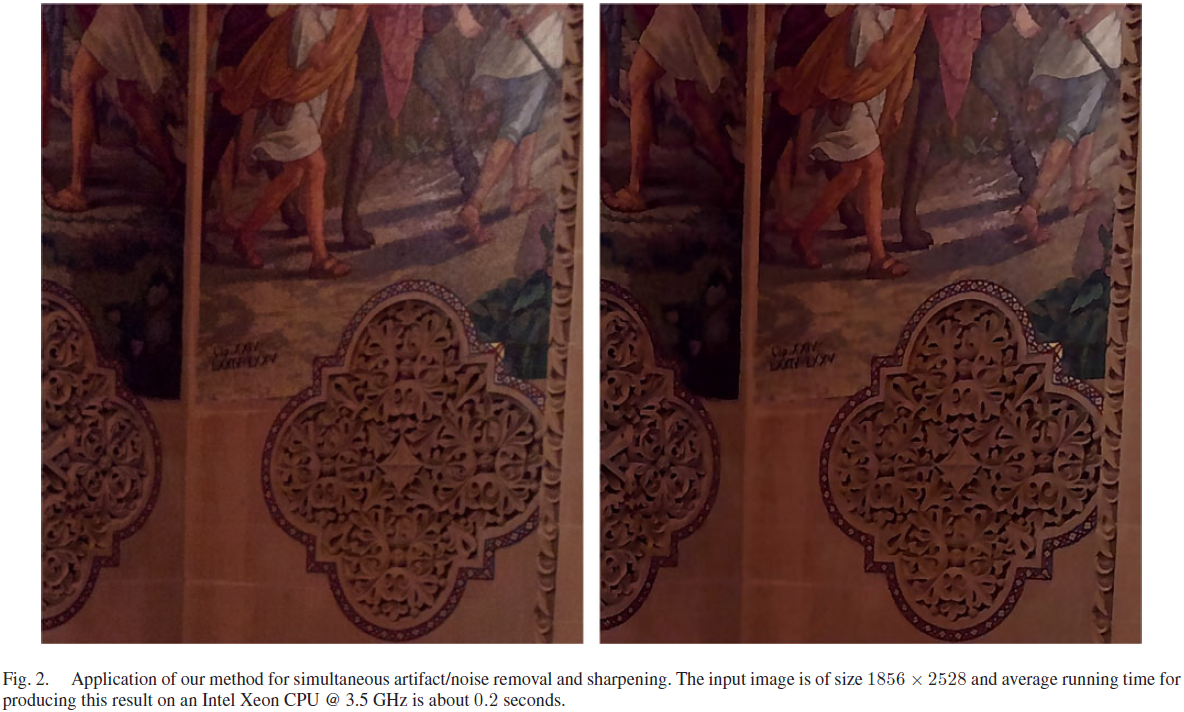 Fig. 2. Application of our method for simultaneous artifact/noise removal and sharpening. The input image is of size 1856 × 2528 and average running time for
producing this result on an Intel Xeon CPU @ 3.5 GHz is about 0.2 seconds.